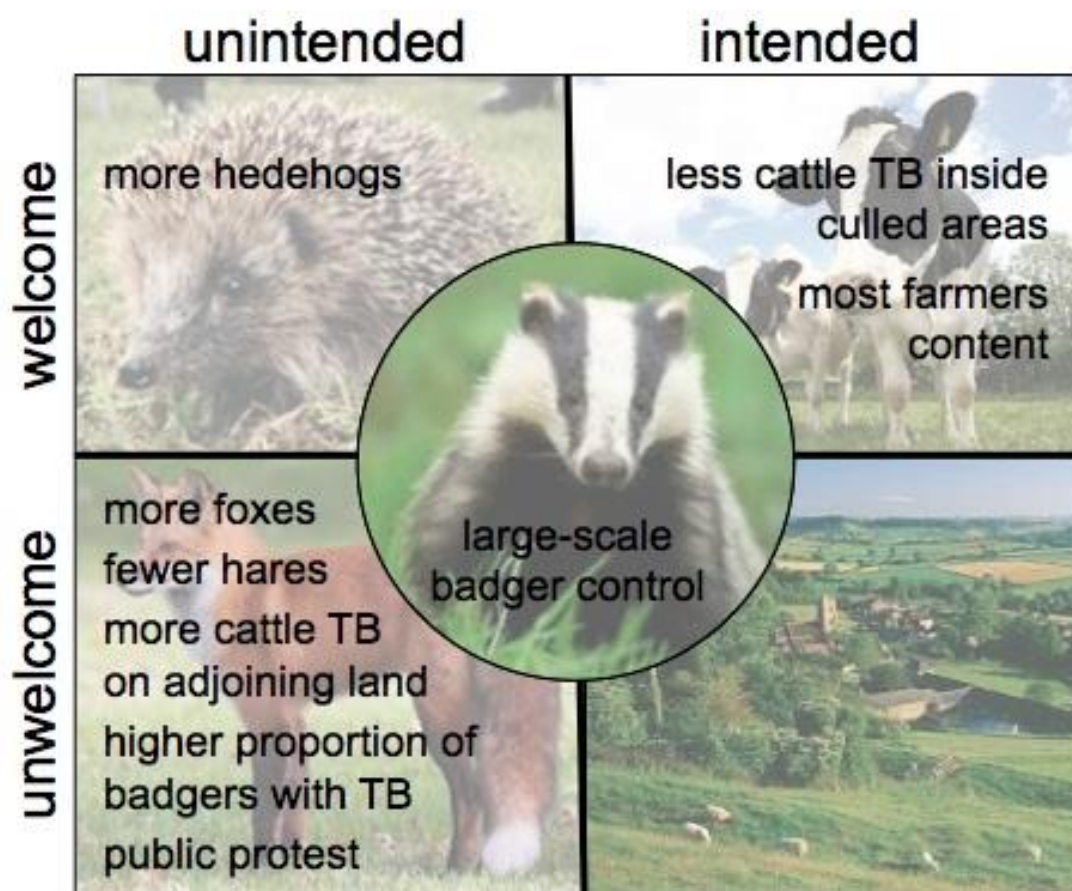 unintended
intended
welcome
more hedehogs
less cattle TB inside
culled areas
most farmers
content
large-scale
badger control
unwelcome
more foxes
fewer hares
more cattle TB
on adjoining land
higher proportion of
badgers with TB
public protest